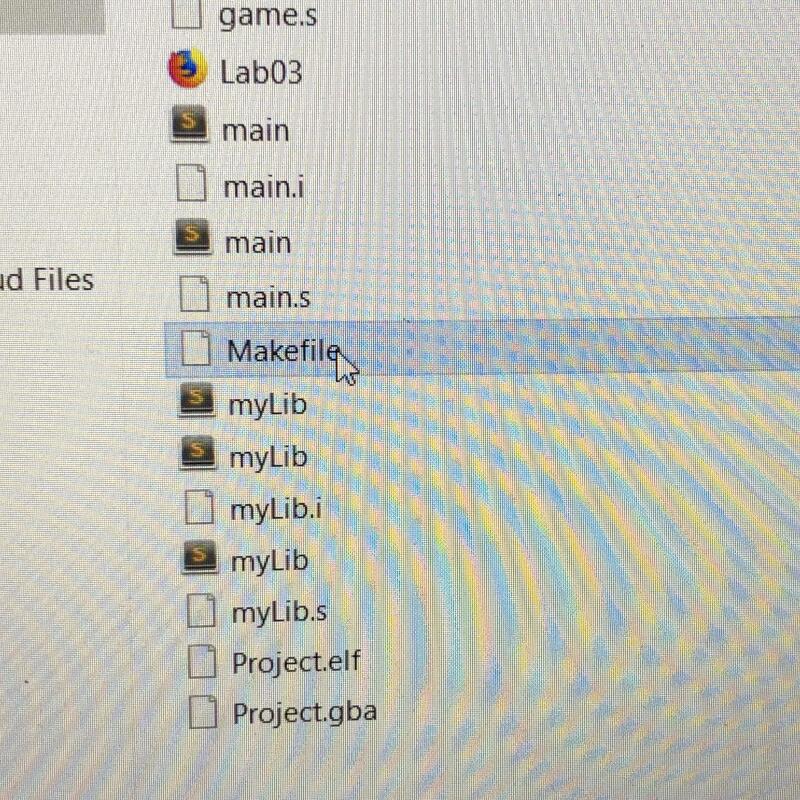 game.s
Lab03
main
main.i
main
ud Files
main.s
Makefile
myLib
myLib
myLib.i
myLib
myLib.s
Project.elf
Project.gba